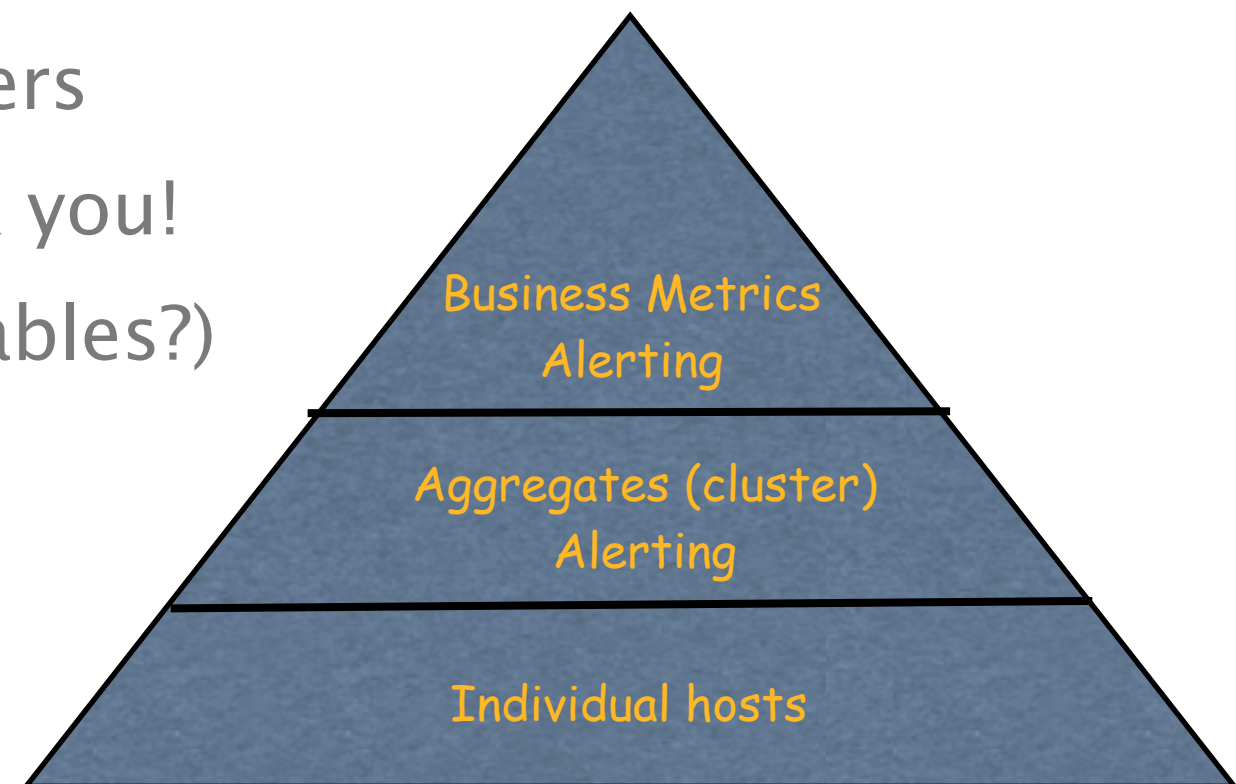 ers
you!
ables?)
Business Metrics
Alerting
Aggregates (cluster)
Alerting
Individual hosts